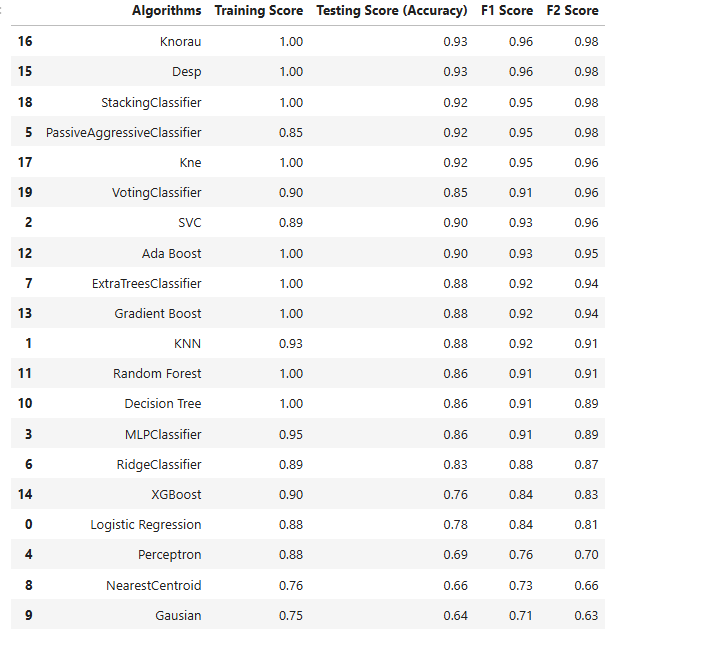 Algorithms Training Score Testing Score (Accuracy) F1 Score F2 Score
16 Knorau 1.00 0.93 0.96 0.98
15 Desp 1.00 0.93 0.96 0.98
18 StackingClassifier 1.00 0.92 0.95 0.98
5 PassiveAggressiveClassifier 0.85 0.92 0.95 0.98
17 Kne 1.00 0.92 0.95 0.96
19 VotingClassifier 0.90 0.85 0.91 0.96
2 SVC 0.89 0.90 0.93 0.96
12 Ada Boost 1.00 0.90 0.93 0.95
7 ExtraTreesClassifier 1.00 0.88 0.92 0.94
13 Gradient Boost 1.00 0.88 0.92 0.94
1 KNN 0.93 0.88 0.92 0.91
11 Random Forest 1.00 0.86 0.91 0.91
10 Decision Tree 1.00 0.86 0.91 0.89
3 MLPClassifier 0.95 0.86 0.91 0.89
6 RidgeClassifier 0.89 0.83 0.88 0.87
14 XGBoost 0.90 0.76 0.84 0.83
0 Logistic Regression 0.88 0.78 0.84 0.81
4 Perceptron 0.88 0.69 0.76 0.70
8 NearestCentroid 0.76 0.66 0.73 0.66
9 Gausian 0.75 0.64 0.71 0.63